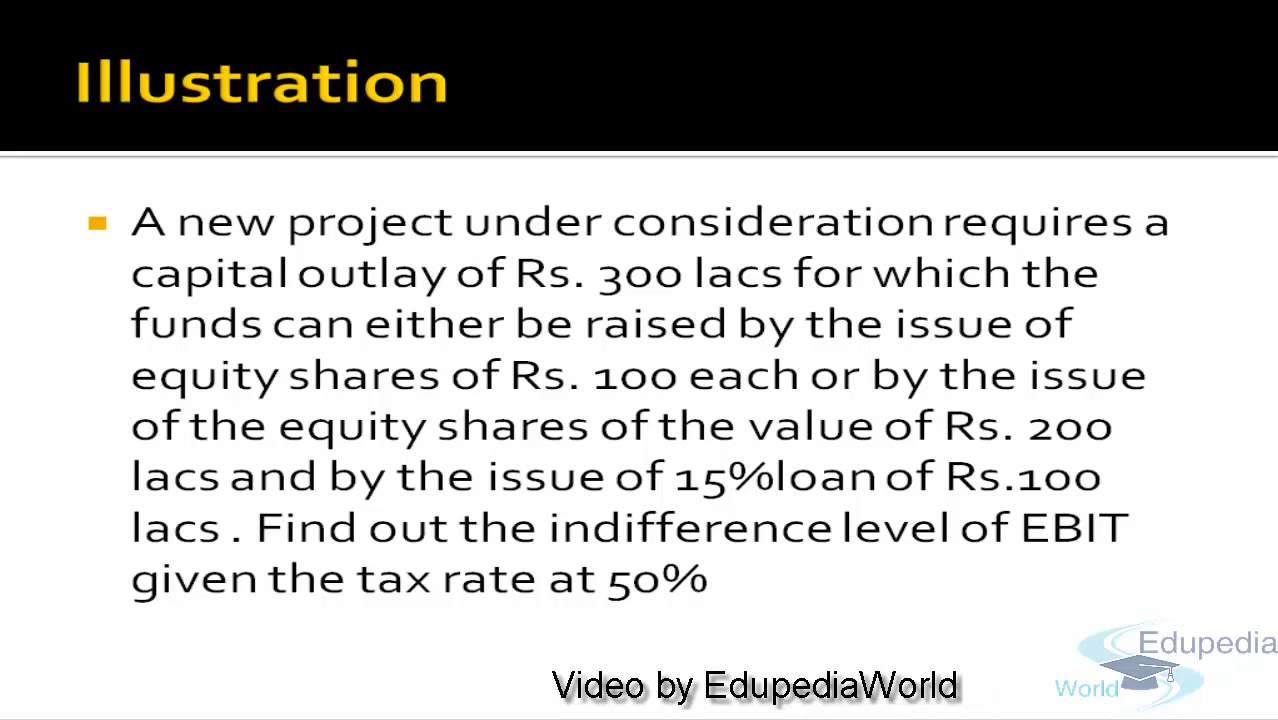 Illustration
A new project under consideration requires a
capital outlay of Rs. 300 lacs for which the
funds can either be raised by the issue of
equity shares of Rs. 100 each or by the issue
of the equity shares of the value of Rs. 200
lacs and by the issue of 15%loan of Rs.100
lacs . Find out the indifference level of EBIT
given the tax rate at 50%
Edupedia
World
Video by EdupediaWorld